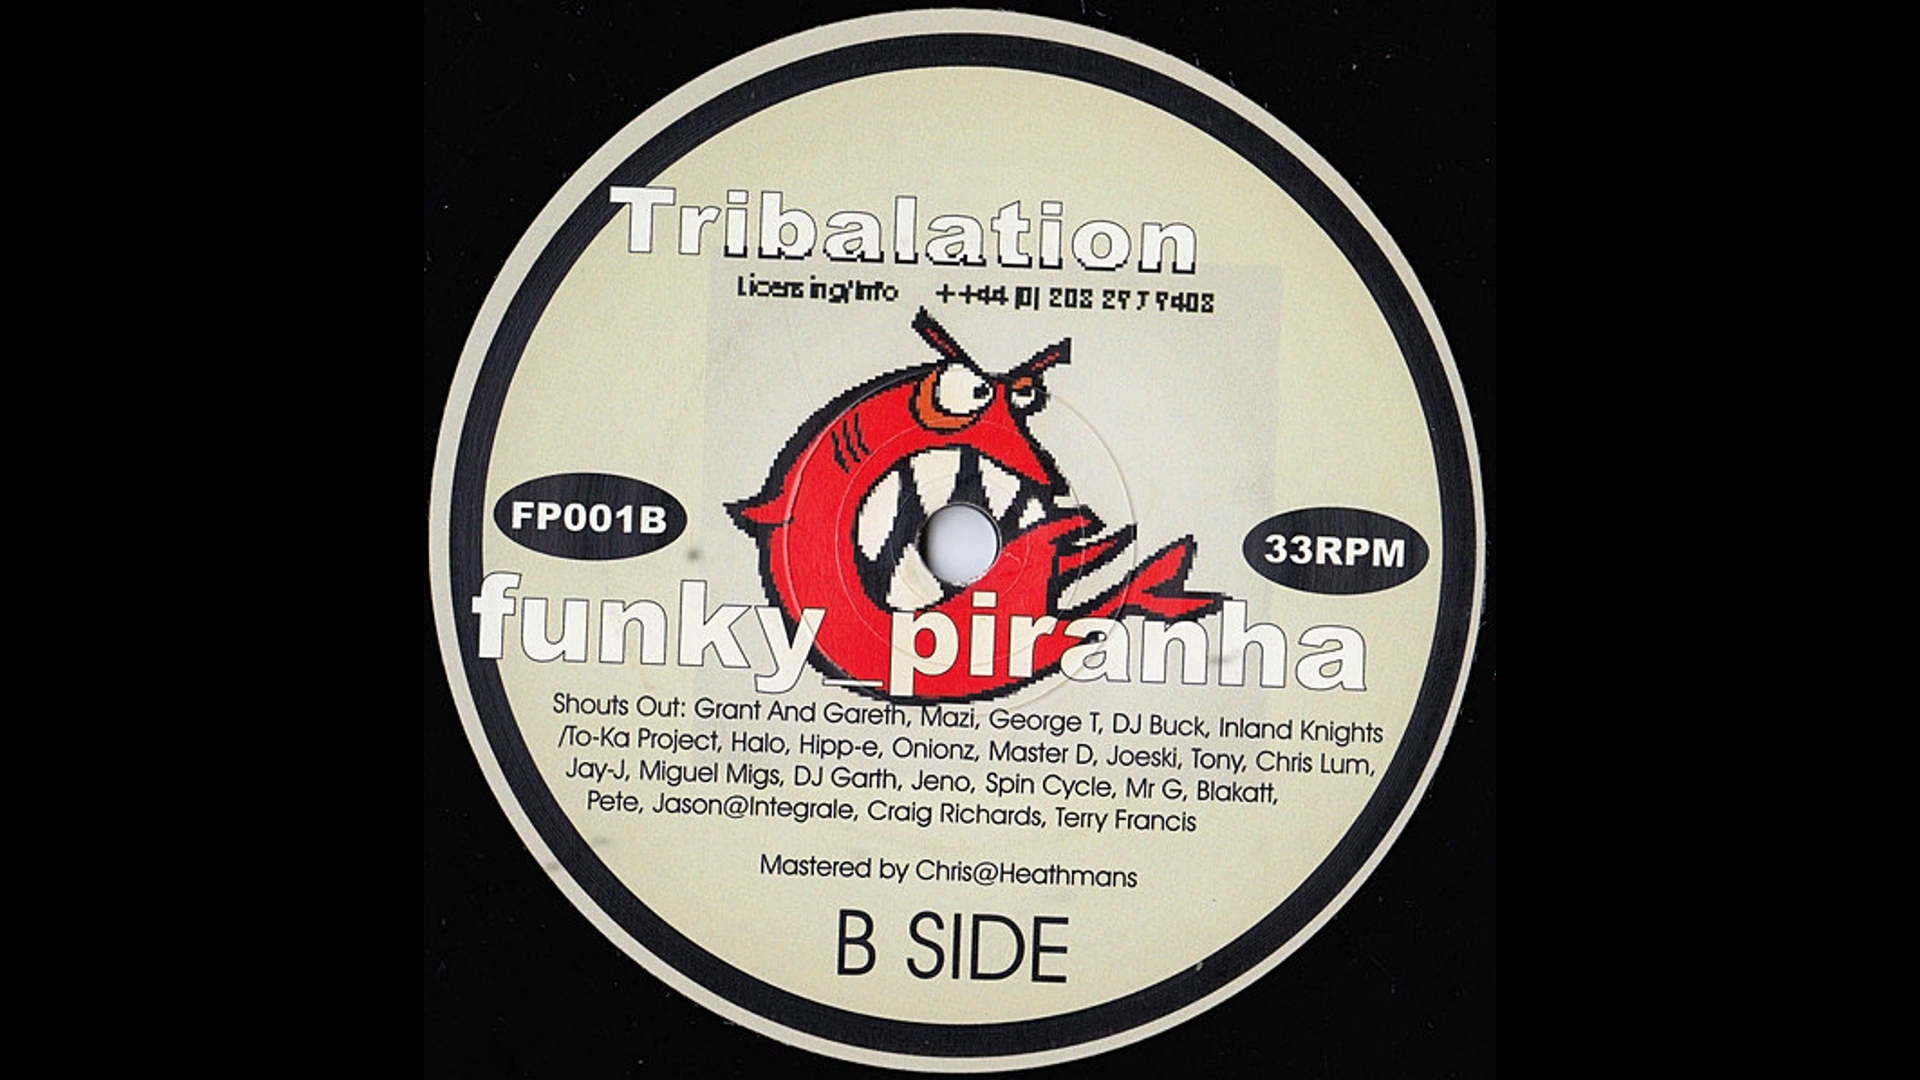 Tribalation
Licensing/Info ++44 (0) 208 297 9408
FP001B
33RPM
funky_piranha
Shouts Out: Grant And Gareth, Mazi, George T, DJ Buck, Inland Knights
/To-Ka Project, Halo, Hipp-e, Onionz, Master D, Joeski, Tony, Chris Lum,
Jay-J, Miguel Migs, DJ Garth, Jeno, Spin Cycle, Mr G, Blakatt,
Pete, Jason@Integrale, Craig Richards, Terry Francis
Mastered by Chris@Heathmans
B SIDE